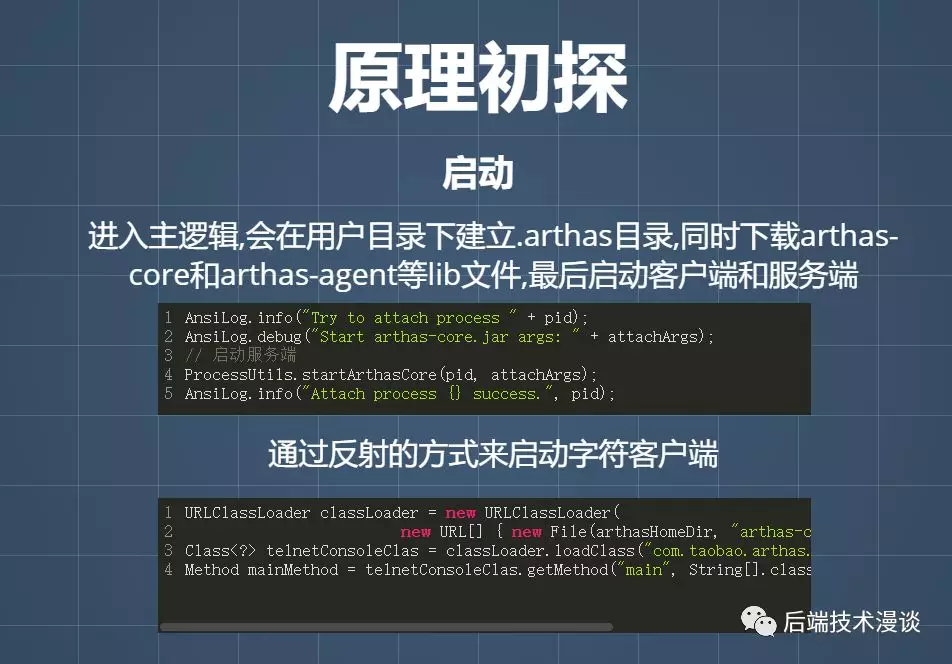 原理初探
启动
进入主逻辑,会在用户目录下建立.arthas目录,同时下载arthas-
core和arthas-agent等lib文件,最后启动客户端和服务端
1 AnsiLog.info("Try to attach process " + pid);
2 AnsiLog.debug("Start arthas-core.jar args: " + attachArgs);
3 // 启动服务端
4 ProcessUtils.startArthasCore(pid, attachArgs);
5 AnsiLog.info("Attach process {} success.", pid);
通过反射的方式来启动字符客户端
1 URLClassLoader classLoader = new URLClassLoader(
2 new URL[] { new File(arthasHomeDir, "arthas-c
3 Class<?> telnetConsoleClas = classLoader.loadClass("com.taobao.arthas.
4 Method mainMethod = telnetConsoleClas.getMethod("main", String[].class
后端技术漫谈